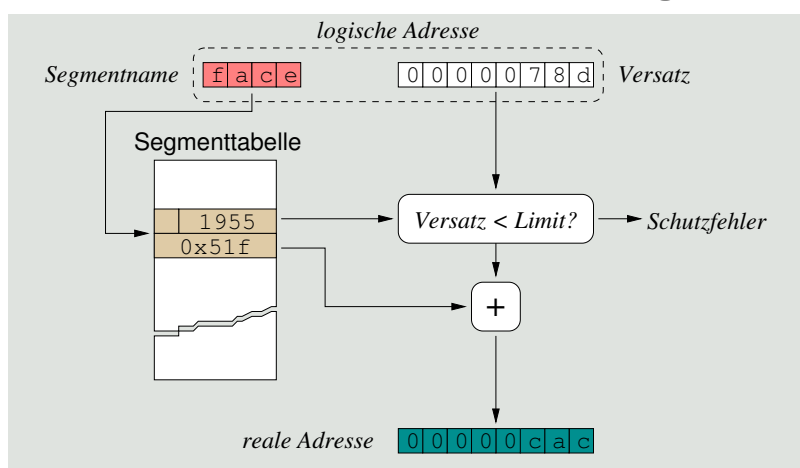 logische Adresse
Segmentname f a c e 0 0 0 0 0 7 8 d Versatz
Segmenttabelle
1955 Versatz < Limit? Schutzfehler
0x51f
+
reale Adresse 0 0 0 0 0 c a c